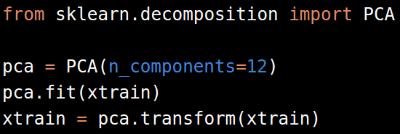 from sklearn.decomposition import PCA
pca = PCA(n_components=12)
pca.fit(xtrain)
xtrain = pca.transform(xtrain)